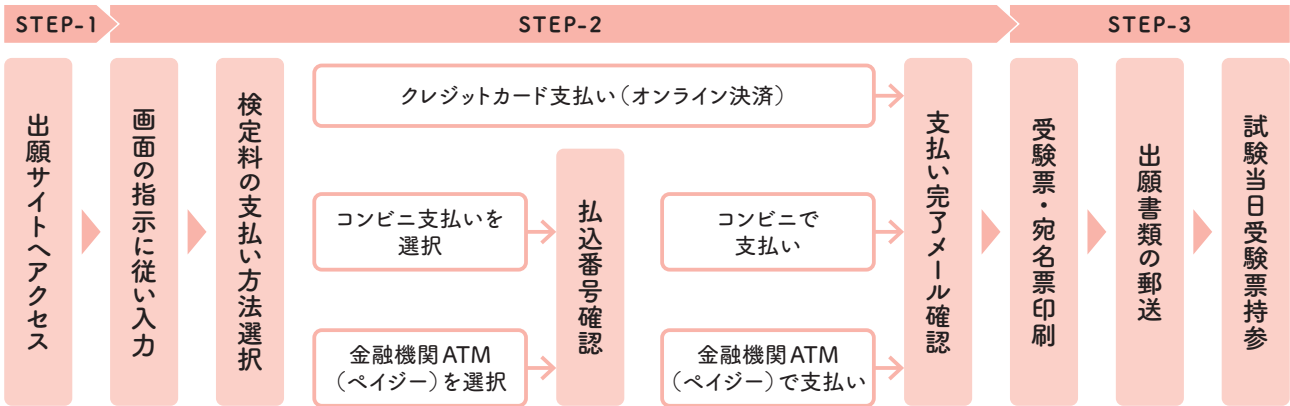 STEP-1
STEP-2
STEP-3
出願サイトへアクセス
画面の指示に従い入力
検定料の支払い方法選択
クレジットカード支払い（オンライン決済）
コンビニ支払いを
選択
金融機関ATM
（ペイジー）を選択
払込番号確認
コンビニで
支払い
金融機関ATM
（ペイジー）で支払い
支払い完了メール確認
受験票・宛名票印刷
出願書類の郵送
試験当日受験票持参